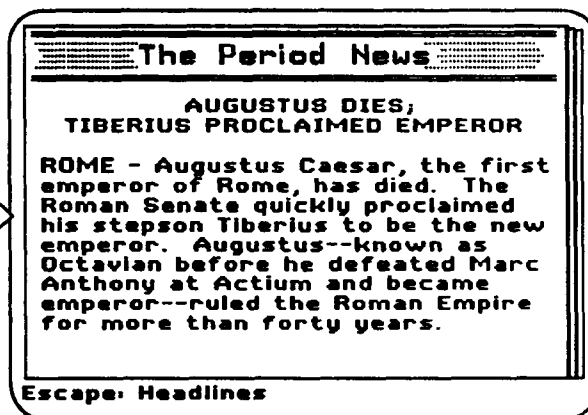 The Period News
AUGUSTUS DIES;
TIBERIUS PROCLAIMED EMPEROR
ROME - Augustus Caesar, the first
emperor of Rome, has died. The
Roman Senate quickly proclaimed
his stepson Tiberius to be the new
emperor. Augustus--known as
Octavian before he defeated Marc
Anthony at Actium and became
emperor--ruled the Roman Empire
for more than forty years.
Escape: Headlines